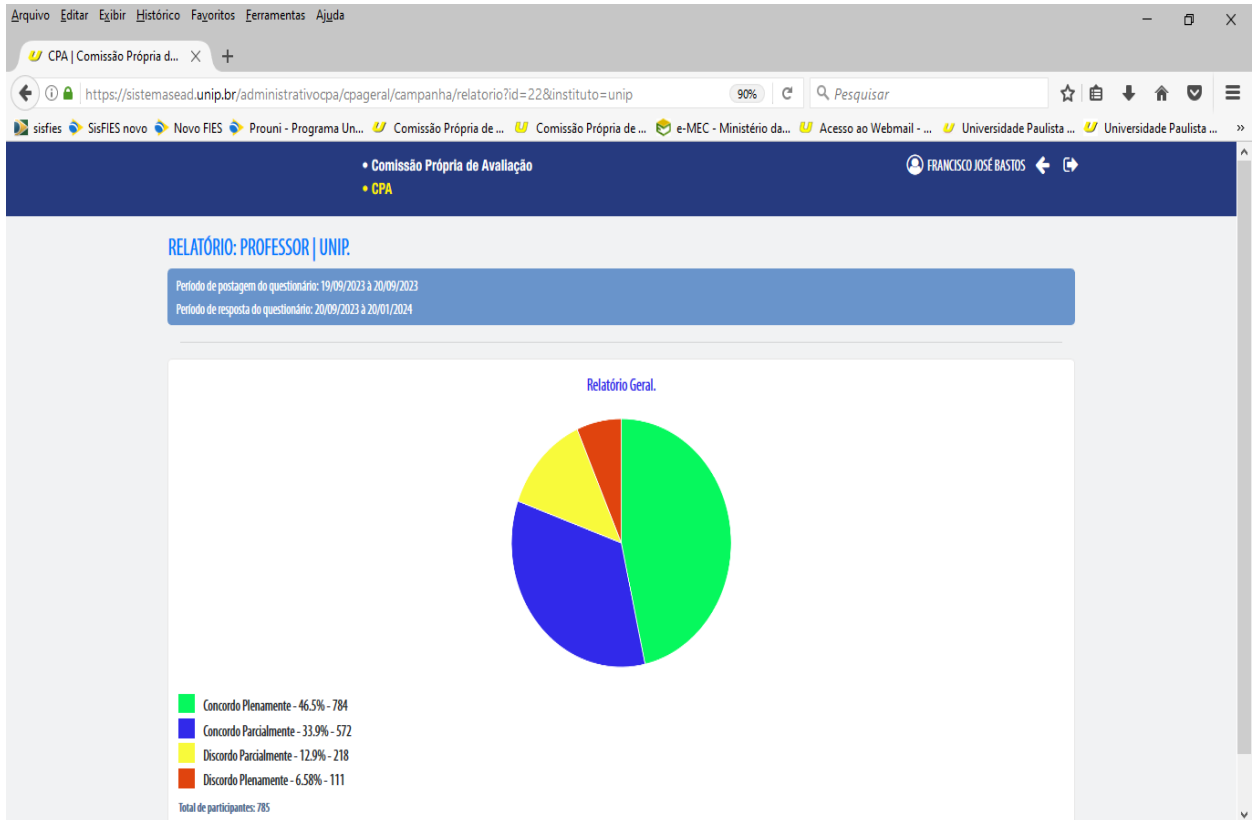 Arquivo Editar Exibir Histórico Favoritos Ferramentas Ajuda
CPA | Comissão Própria d...
https://sistemasead.unip.br/administrativocpa/cpageral/campanha/relatorio?id=22&instituto=unip 90% Pesquisar
sisfies SisFIES novo Novo FIES Prouni - Programa Un... Comissão Própria de ... Comissão Própria de ... e-MEC - Ministério da... Acesso ao Webmail - ... Universidade Paulista ... Universidade Paulista ... »
• Comissão Própria de Avaliação FRANCISCO JOSÉ BASTOS
• CPA
RELATÓRIO: PROFESSOR | UNIP.
Período de postagem do questionário: 19/09/2023 à 20/09/2023
Período de resposta do questionário: 20/09/2023 à 20/01/2024
Relatório Geral.
Concordo Plenamente - 46.5% - 784
Concordo Parcialmente - 33.9% - 572
Discordo Parcialmente - 12.9% - 218
Discordo Plenamente - 6.58% - 111
Total de participantes: 785